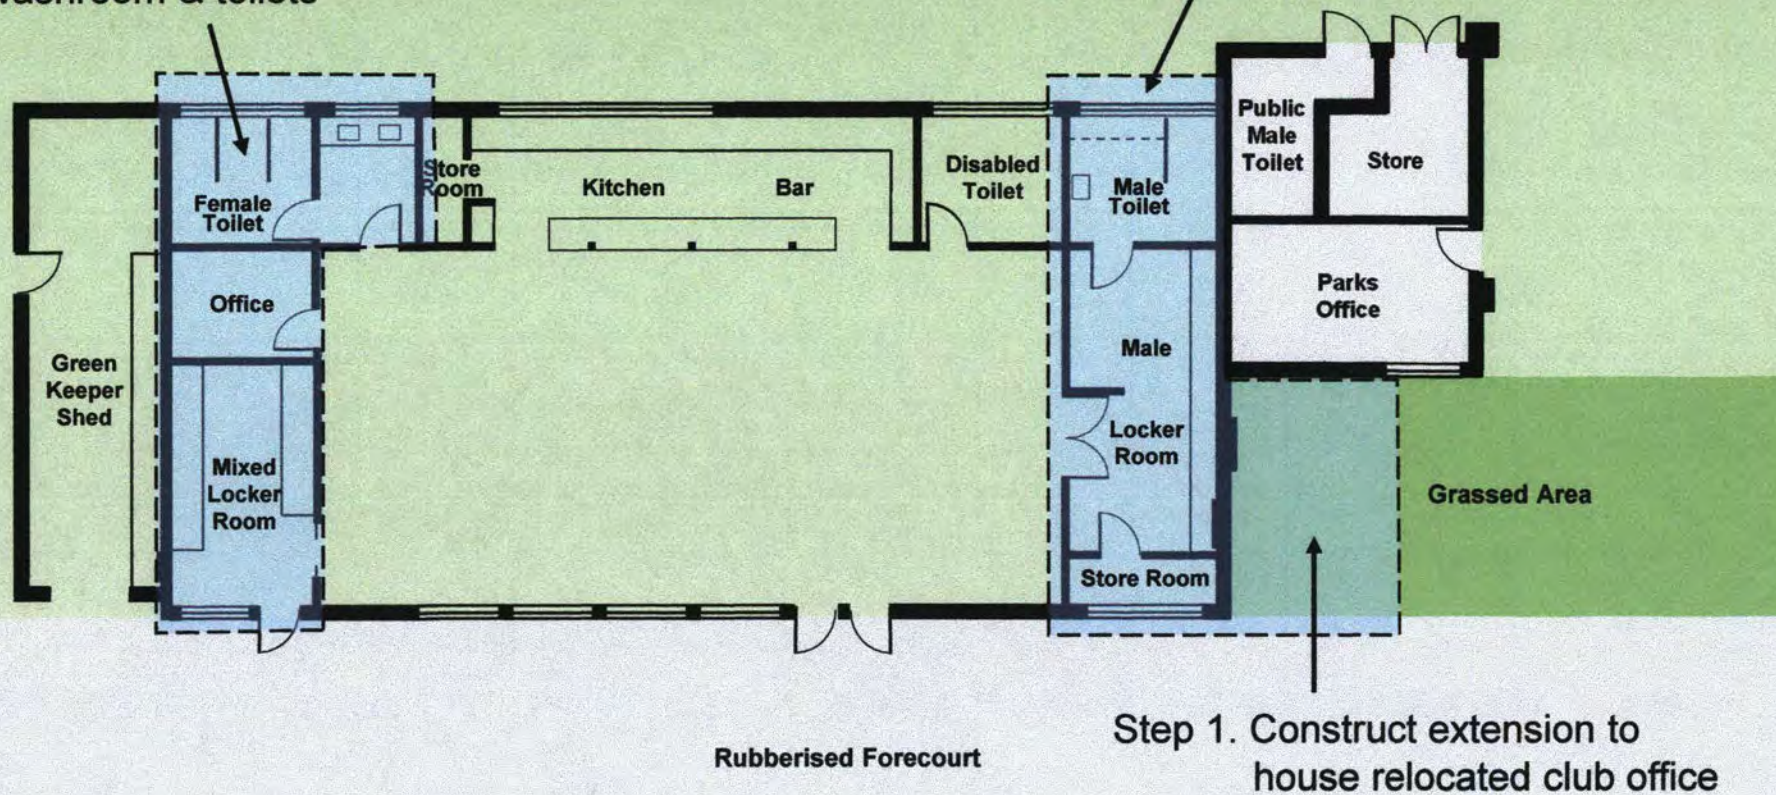 washroom & toilets
Public
Male
Toilet
Store
Store
Room
Kitchen
Bar
Disabled
Toilet
Male
Toilet
Female
Toilet
Office
Parks
Office
Green
Keeper
Shed
Male
Locker
Room
Mixed
Locker
Room
Grassed Area
Store Room
Step 1. Construct extension to
house relocated club office
Rubberised Forecourt